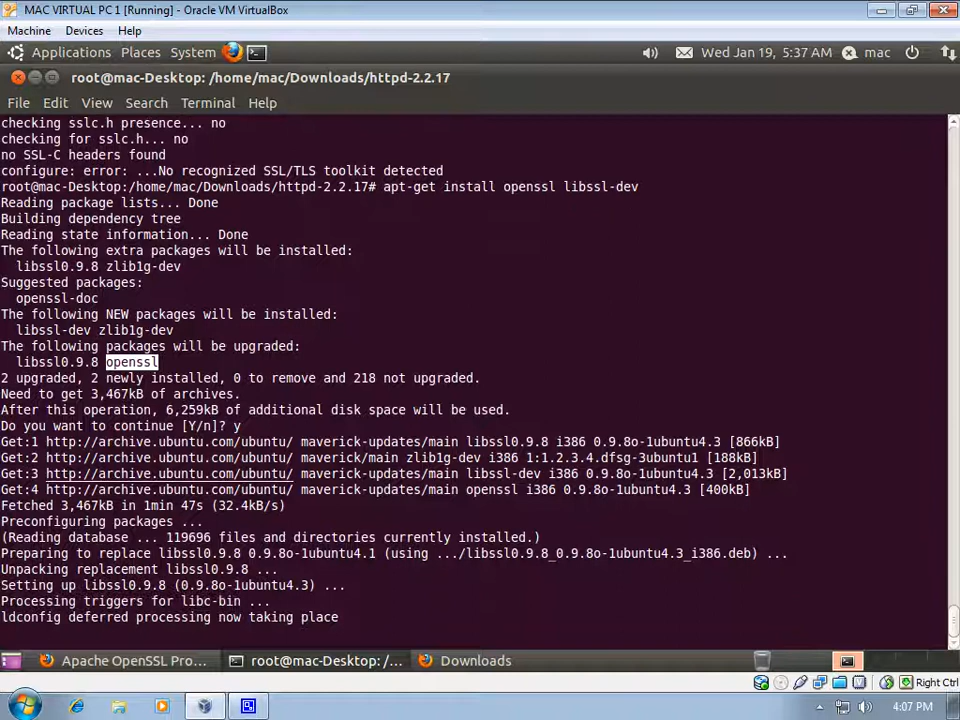 MAC VIRTUAL PC 1 [Running] - Oracle VM VirtualBox
Machine Devices Help
Applications Places System Wed Jan 19, 5:37 AM mac
root@mac-Desktop: /home/mac/Downloads/httpd-2.2.17
File Edit View Search Terminal Help
checking sslc.h presence... no
checking for sslc.h... no
no SSL-C headers found
configure: error: ...No recognized SSL/TLS toolkit detected
root@mac-Desktop:/home/mac/Downloads/httpd-2.2.17# apt-get install openssl libssl-dev
Reading package lists... Done
Building dependency tree
Reading state information... Done
The following extra packages will be installed:
  libssl0.9.8 zlib1g-dev
Suggested packages:
  openssl-doc
The following NEW packages will be installed:
  libssl-dev zlib1g-dev
The following packages will be upgraded:
  libssl0.9.8 openssl
2 upgraded, 2 newly installed, 0 to remove and 218 not upgraded.
Need to get 3,467kB of archives.
After this operation, 6,259kB of additional disk space will be used.
Do you want to continue [Y/n]? y
Get:1 http://archive.ubuntu.com/ubuntu/ maverick-updates/main libssl0.9.8 i386 0.9.8o-1ubuntu4.3 [866kB]
Get:2 http://archive.ubuntu.com/ubuntu/ maverick/main zlib1g-dev i386 1:1.2.3.4.dfsg-3ubuntu1 [188kB]
Get:3 http://archive.ubuntu.com/ubuntu/ maverick-updates/main libssl-dev i386 0.9.8o-1ubuntu4.3 [2,013kB]
Get:4 http://archive.ubuntu.com/ubuntu/ maverick-updates/main openssl i386 0.9.8o-1ubuntu4.3 [400kB]
Fetched 3,467kB in 1min 47s (32.4kB/s)
Preconfiguring packages ...
(Reading database ... 119696 files and directories currently installed.)
Preparing to replace libssl0.9.8 0.9.8o-1ubuntu4.1 (using .../libssl0.9.8_0.9.8o-1ubuntu4.3_i386.deb) ...
Unpacking replacement libssl0.9.8 ...
Setting up libssl0.9.8 (0.9.8o-1ubuntu4.3) ...
Processing triggers for libc-bin ...
ldconfig deferred processing now taking place
Apache OpenSSL Pro... root@mac-Desktop: /... Downloads
Right Ctrl
4:07 PM